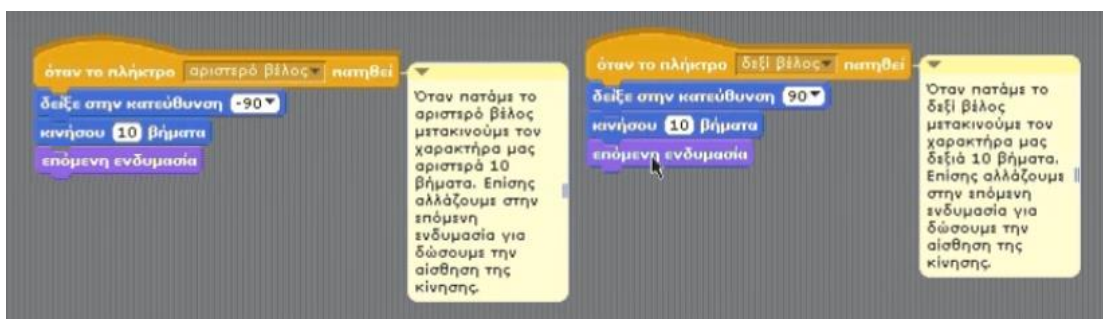 όταν το πλήκτρο αριστερό βέλος πατηθεί
δείξε στην κατεύθυνση -90
κινήσου 10 βήματα
επόμενη ενδυμασία
Όταν πατάμε το
αριστερό βέλος
μετακινούμε τον
χαρακτήρα μας
αριστερά 10
βήματα. Επίσης
αλλάζουμε στην
επόμενη
ενδυμασία για
δώσουμε την
αίσθηση της
κίνησης.
όταν το πλήκτρο δεξί βέλος πατηθεί
δείξε στην κατεύθυνση 90
κινήσου 10 βήματα
επόμενη ενδυμασία
Όταν πατάμε το
δεξί βέλος
μετακινούμε τον
χαρακτήρα μας
δεξιά 10 βήματα.
Επίσης αλλάζουμε
στην επόμενη
ενδυμασία για
δώσουμε την
αίσθηση της
κίνησης.